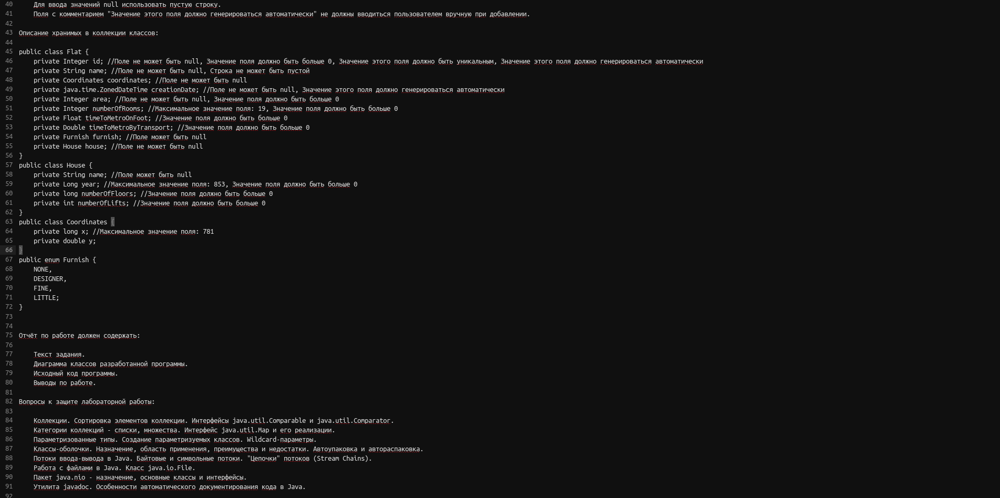 40 Для ввода значений null использовать пустую строку.
41 Поля с комментарием "Значение этого поля должно генерироваться автоматически" не должны вводиться пользователем вручную при добавлении.
42
43 Описание хранимых в коллекции классов:
44
45 public class Flat {
46 private Integer id; //Поле не может быть null, Значение поля должно быть больше 0, Значение этого поля должно быть уникальным, Значение этого поля должно генерироваться автоматически
47 private String name; //Поле не может быть null, Строка не может быть пустой
48 private Coordinates coordinates; //Поле не может быть null
49 private java.time.ZonedDateTime creationDate; //Поле не может быть null, Значение этого поля должно генерироваться автоматически
50 private Integer area; //Поле не может быть null, Значение поля должно быть больше 0
51 private Integer numberOfRooms; //Максимальное значение поля: 19, Значение поля должно быть больше 0
52 private Float timeToMetroOnFoot; //Значение поля должно быть больше 0
53 private Double timeToMetroByTransport; //Значение поля должно быть больше 0
54 private Furnish furnish; //Поле может быть null
55 private House house; //Поле не может быть null
56 }
57 public class House {
58 private String name; //Поле может быть null
59 private Long year; //Максимальное значение поля: 853, Значение поля должно быть больше 0
60 private long numberOfFloors; //Значение поля должно быть больше 0
61 private int numberOfLifts; //Значение поля должно быть больше 0
62 }
63 public class Coordinates {
64 private long x; //Максимальное значение поля: 781
65 private double y;
66 }
67 public enum Furnish {
68 NONE,
69 DESIGNER,
70 FINE,
71 LITTLE;
72 }
73
74
75 Отчёт по работе должен содержать:
76
77 Текст задания.
78 Диаграмма классов разработанной программы.
79 Исходный код программы.
80 Выводы по работе.
81
82 Вопросы к защите лабораторной работы:
83
84 Коллекции. Сортировка элементов коллекции. Интерфейсы java.util.Comparable и java.util.Comparator.
85 Категории коллекций - списки, множества. Интерфейс java.util.Map и его реализации.
86 Параметризованные типы. Создание параметризуемых классов. Wildcard-параметры.
87 Классы-оболочки. Назначение, область применения, преимущества и недостатки. Автоупаковка и автораспаковка.
88 Потоки ввода-вывода в Java. Байтовые и символьные потоки. "Цепочки" потоков (Stream Chains).
89 Работа с файлами в Java. Класс java.io.File.
90 Пакет java.nio - назначение, основные классы и интерфейсы.
91 Утилита javadoc. Особенности автоматического документирования кода в Java.
92